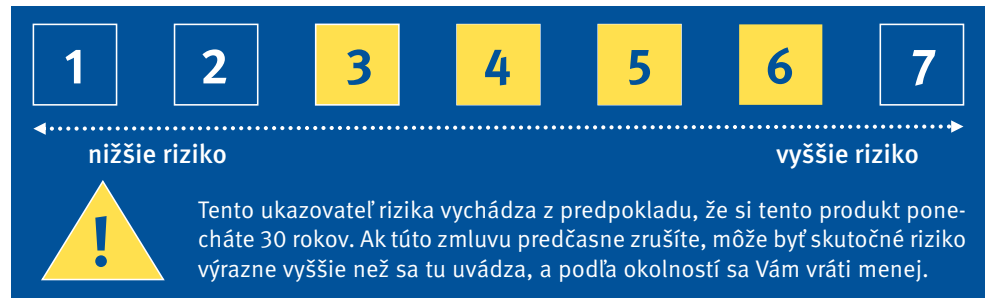 1 2 3 4 5 6 7
nižšie riziko vyššie riziko
!
Tento ukazovateľ rizika vychádza z predpokladu, že si tento produkt pone-
cháte 30 rokov. Ak túto zmluvu predčasne zrušíte, môže byť skutočné riziko
výrazne vyššie než sa tu uvádza, a podľa okolností sa Vám vráti menej.